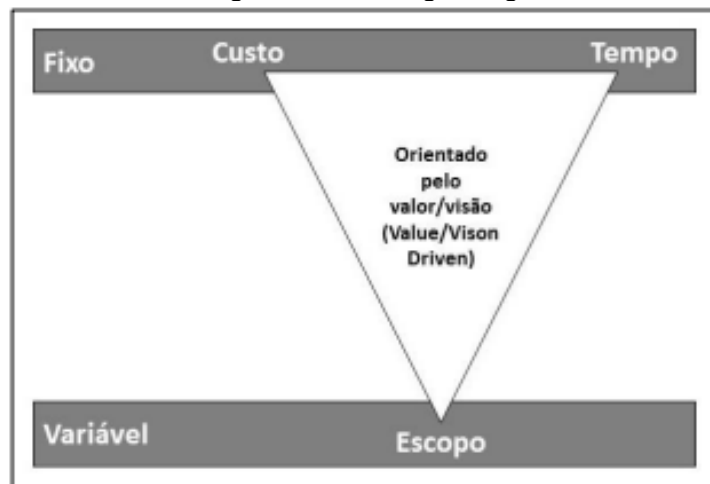 Fixo
Custo
Tempo
Orientado
pelo
valor/visão
(Value/Vison
Driven)
Variável
Escopo